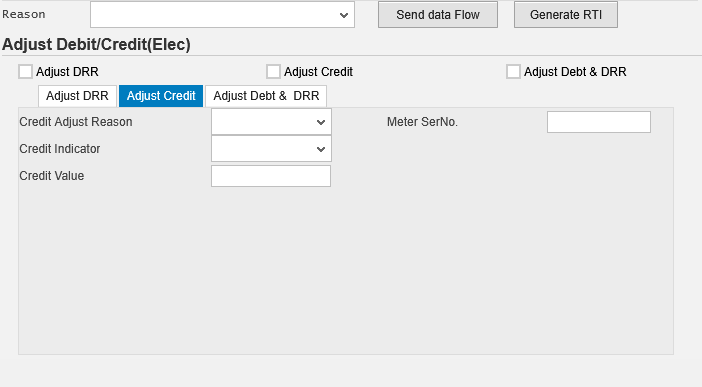 Reason Send data Flow Generate RTI
Adjust Debit/Credit(Elec)
Adjust DRR Adjust Credit Adjust Debt & DRR
Adjust DRR Adjust Credit Adjust Debt & DRR
Credit Adjust Reason Meter SerNo.
Credit Indicator
Credit Value